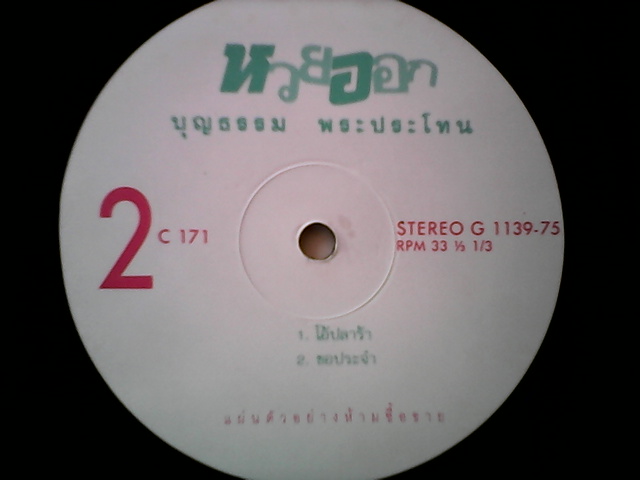 หวยออก
บุญธรรม พระประโทน
2
C 171
STEREO G 1139-75
RPM 33 ⅓ 1/3
1. โอ้ปลาร้า
2. ขอประจำ
แผ่นตัวอย่างห้ามซื้อขาย